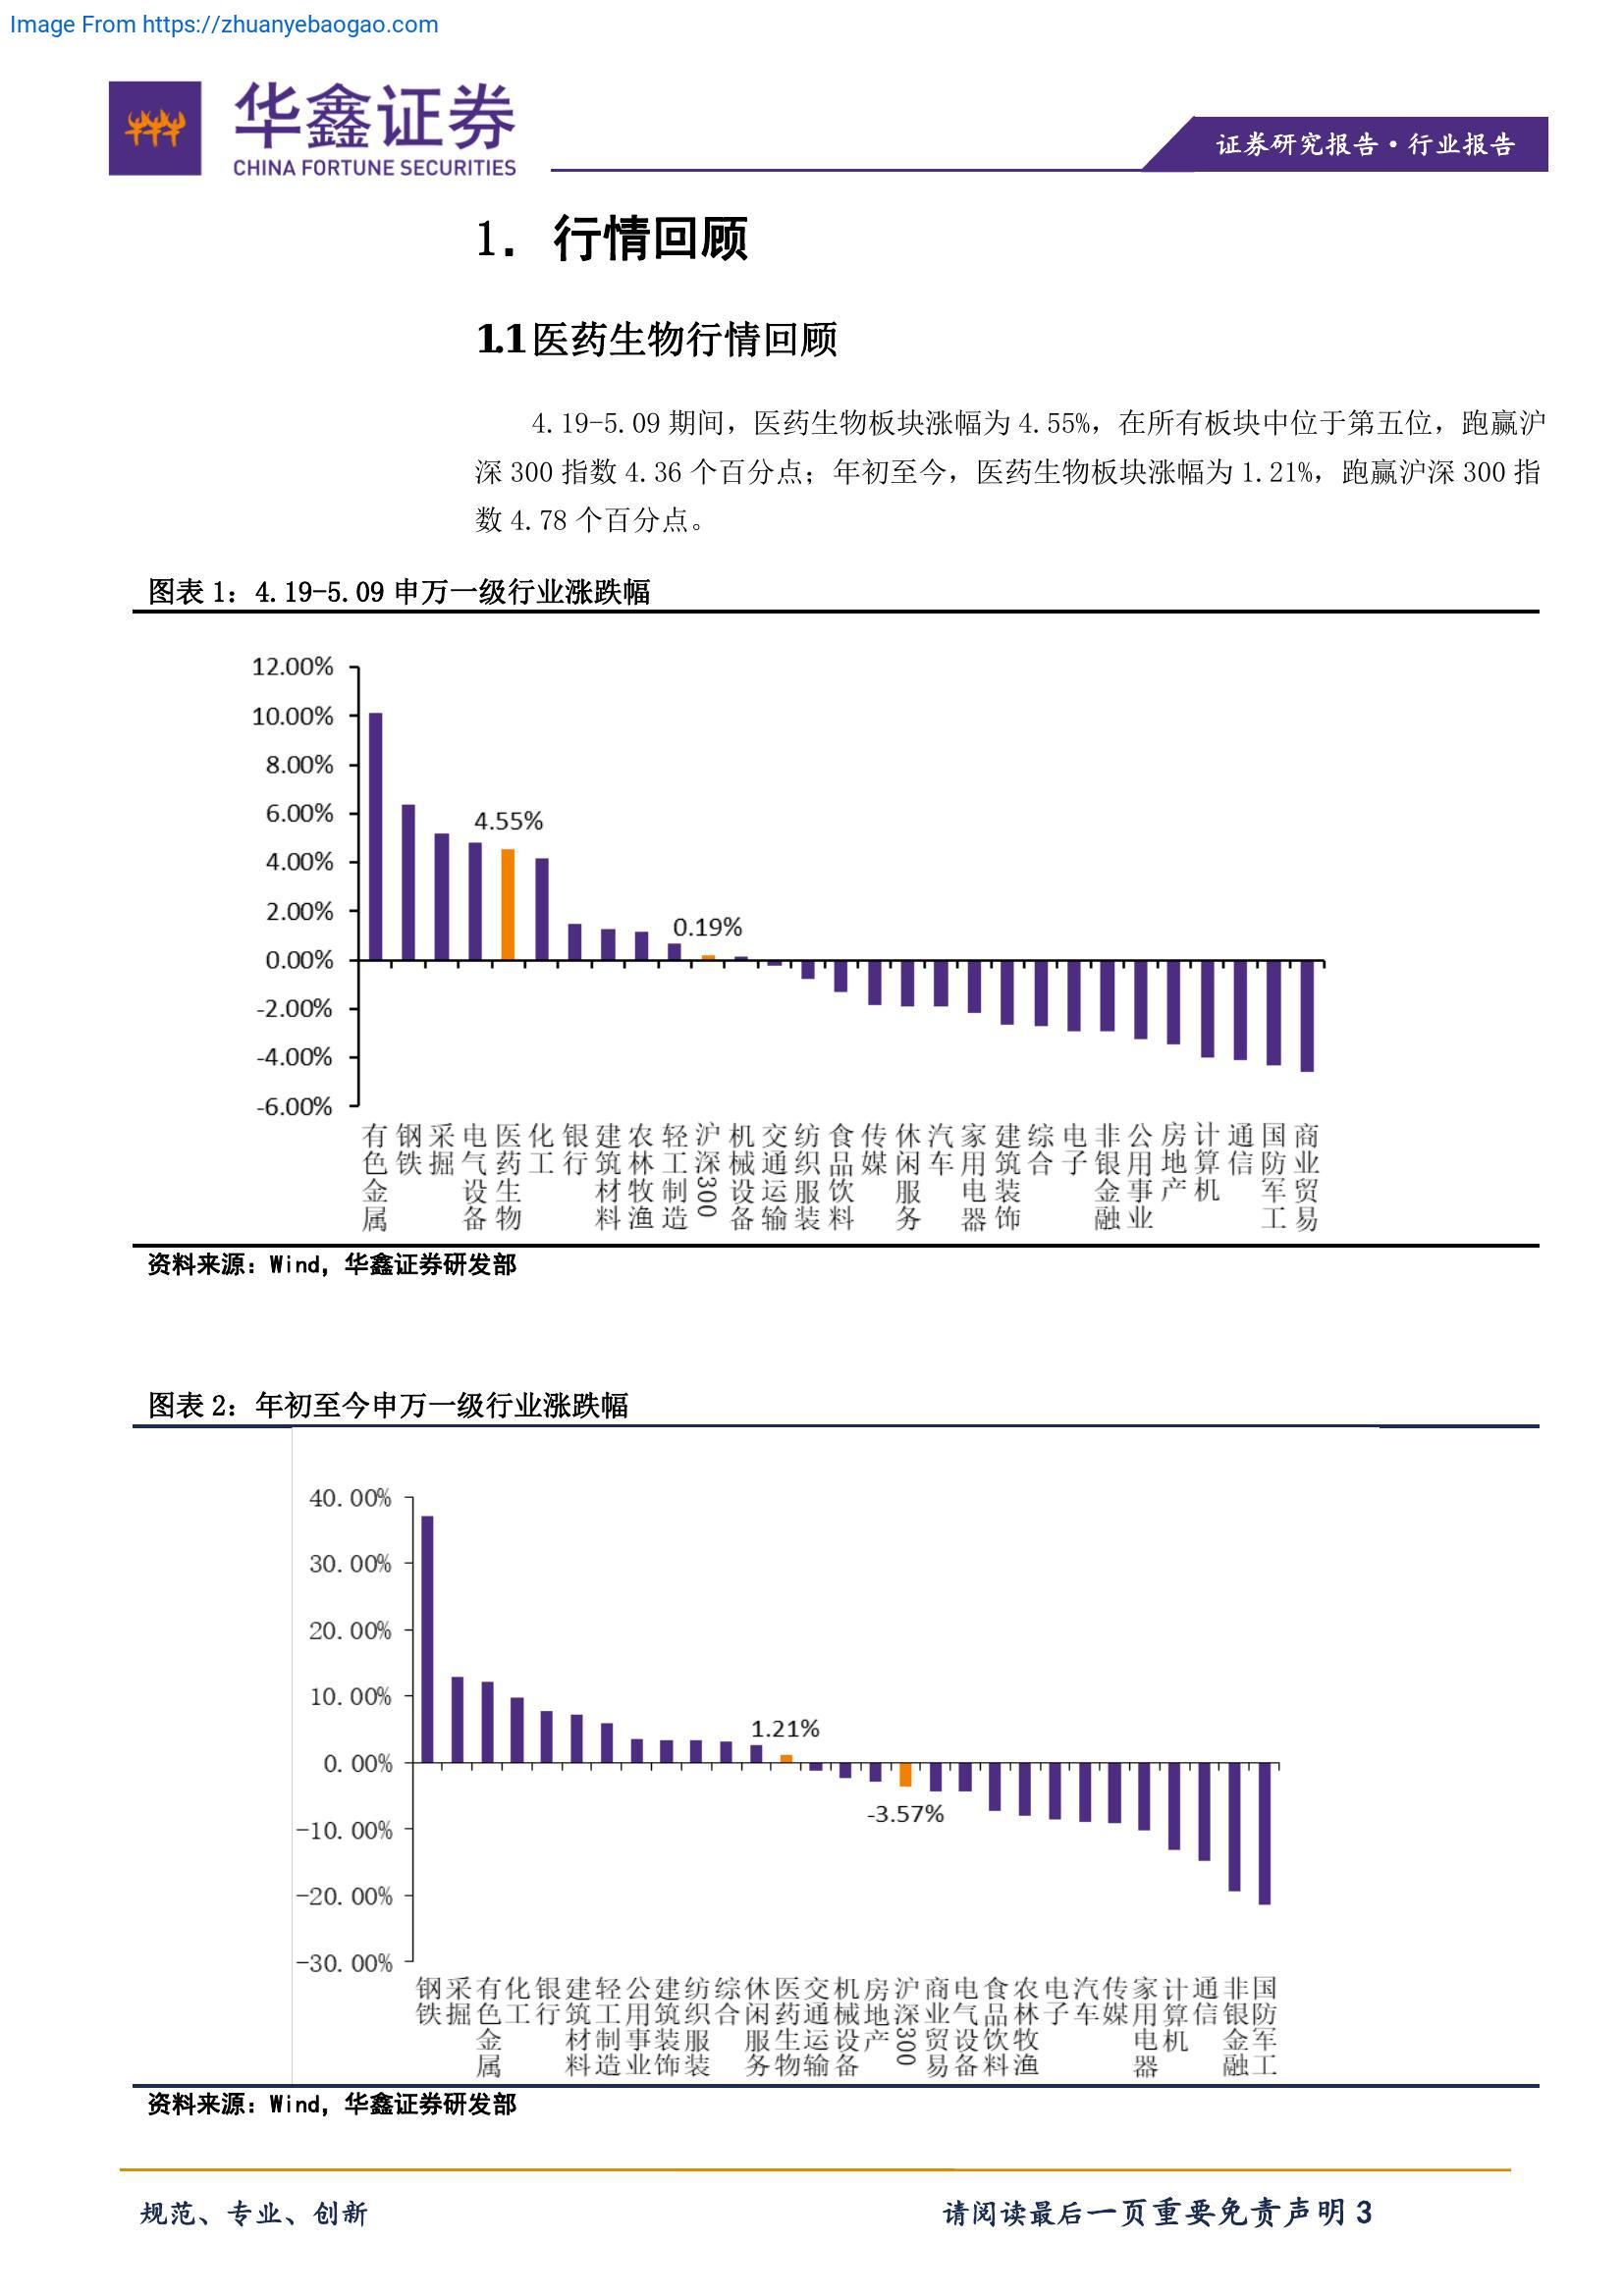 Image From https://zhuanyebaogao.com
华鑫证券
CHINA FORTUNE SECURITIES
证券研究报告·行业报告
1. 行情回顾
1.1医药生物行情回顾
4.19-5.09 期间，医药生物板块涨幅为 4.55%，在所有板块中位于第五位，跑赢沪
深 300 指数 4.36 个百分点；年初至今，医药生物板块涨幅为 1.21%，跑赢沪深 300 指
数 4.78 个百分点。
图表 1：4.19-5.09 申万一级行业涨跌幅
12.00%
10.00%
8.00%
6.00%
4.00%
2.00%
0.00%
-2.00%
-4.00%
-6.00%
4.55%
0.19%
有色金属
钢铁
采掘
电气设备
医药生物
化工
银行
建筑材料
农林牧渔
轻工制造
沪深300
机械设备
交通运输
纺织服装
食品饮料
传媒
休闲服务
汽车
家用电器
建筑装饰
综合
电子
非银金融
公用事业
房地产
计算机
通信
国防军工
商业贸易
资料来源：Wind，华鑫证券研发部
图表 2：年初至今申万一级行业涨跌幅
40.00%
30.00%
20.00%
10.00%
0.00%
-10.00%
-20.00%
-30.00%
1.21%
-3.57%
钢铁
采掘
有色金属
化工
银行
建筑材料
轻工制造
公用事业
建筑装饰
纺织服装
综合
休闲服务
医药生物
交通运输
机械设备
房地产
沪深300
商业贸易
电气设备
食品饮料
农林牧渔
电子
汽车
传媒
家用电器
计算机
通信
非银金融
国防军工
资料来源：Wind，华鑫证券研发部
规范、专业、创新
请阅读最后一页重要免责声明 3